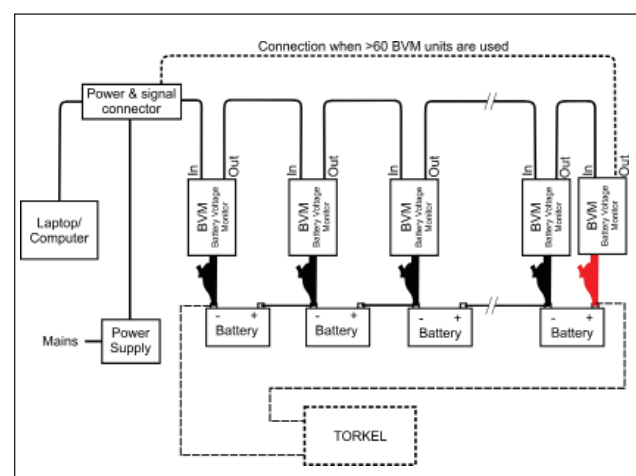 Connection when >60 BVM units are used
Power & signal
connector
In
Out
In
Out
In
Out
In
Out
In
Out
BVM
Battery Voltage
Monitor
BVM
Battery Voltage
Monitor
BVM
Battery Voltage
Monitor
BVM
Battery Voltage
Monitor
BVM
Battery Voltage
Monitor
Laptop/
Computer
- +
Battery
- +
Battery
- +
Battery
- +
Battery
Mains
Power
Supply
TORKEL